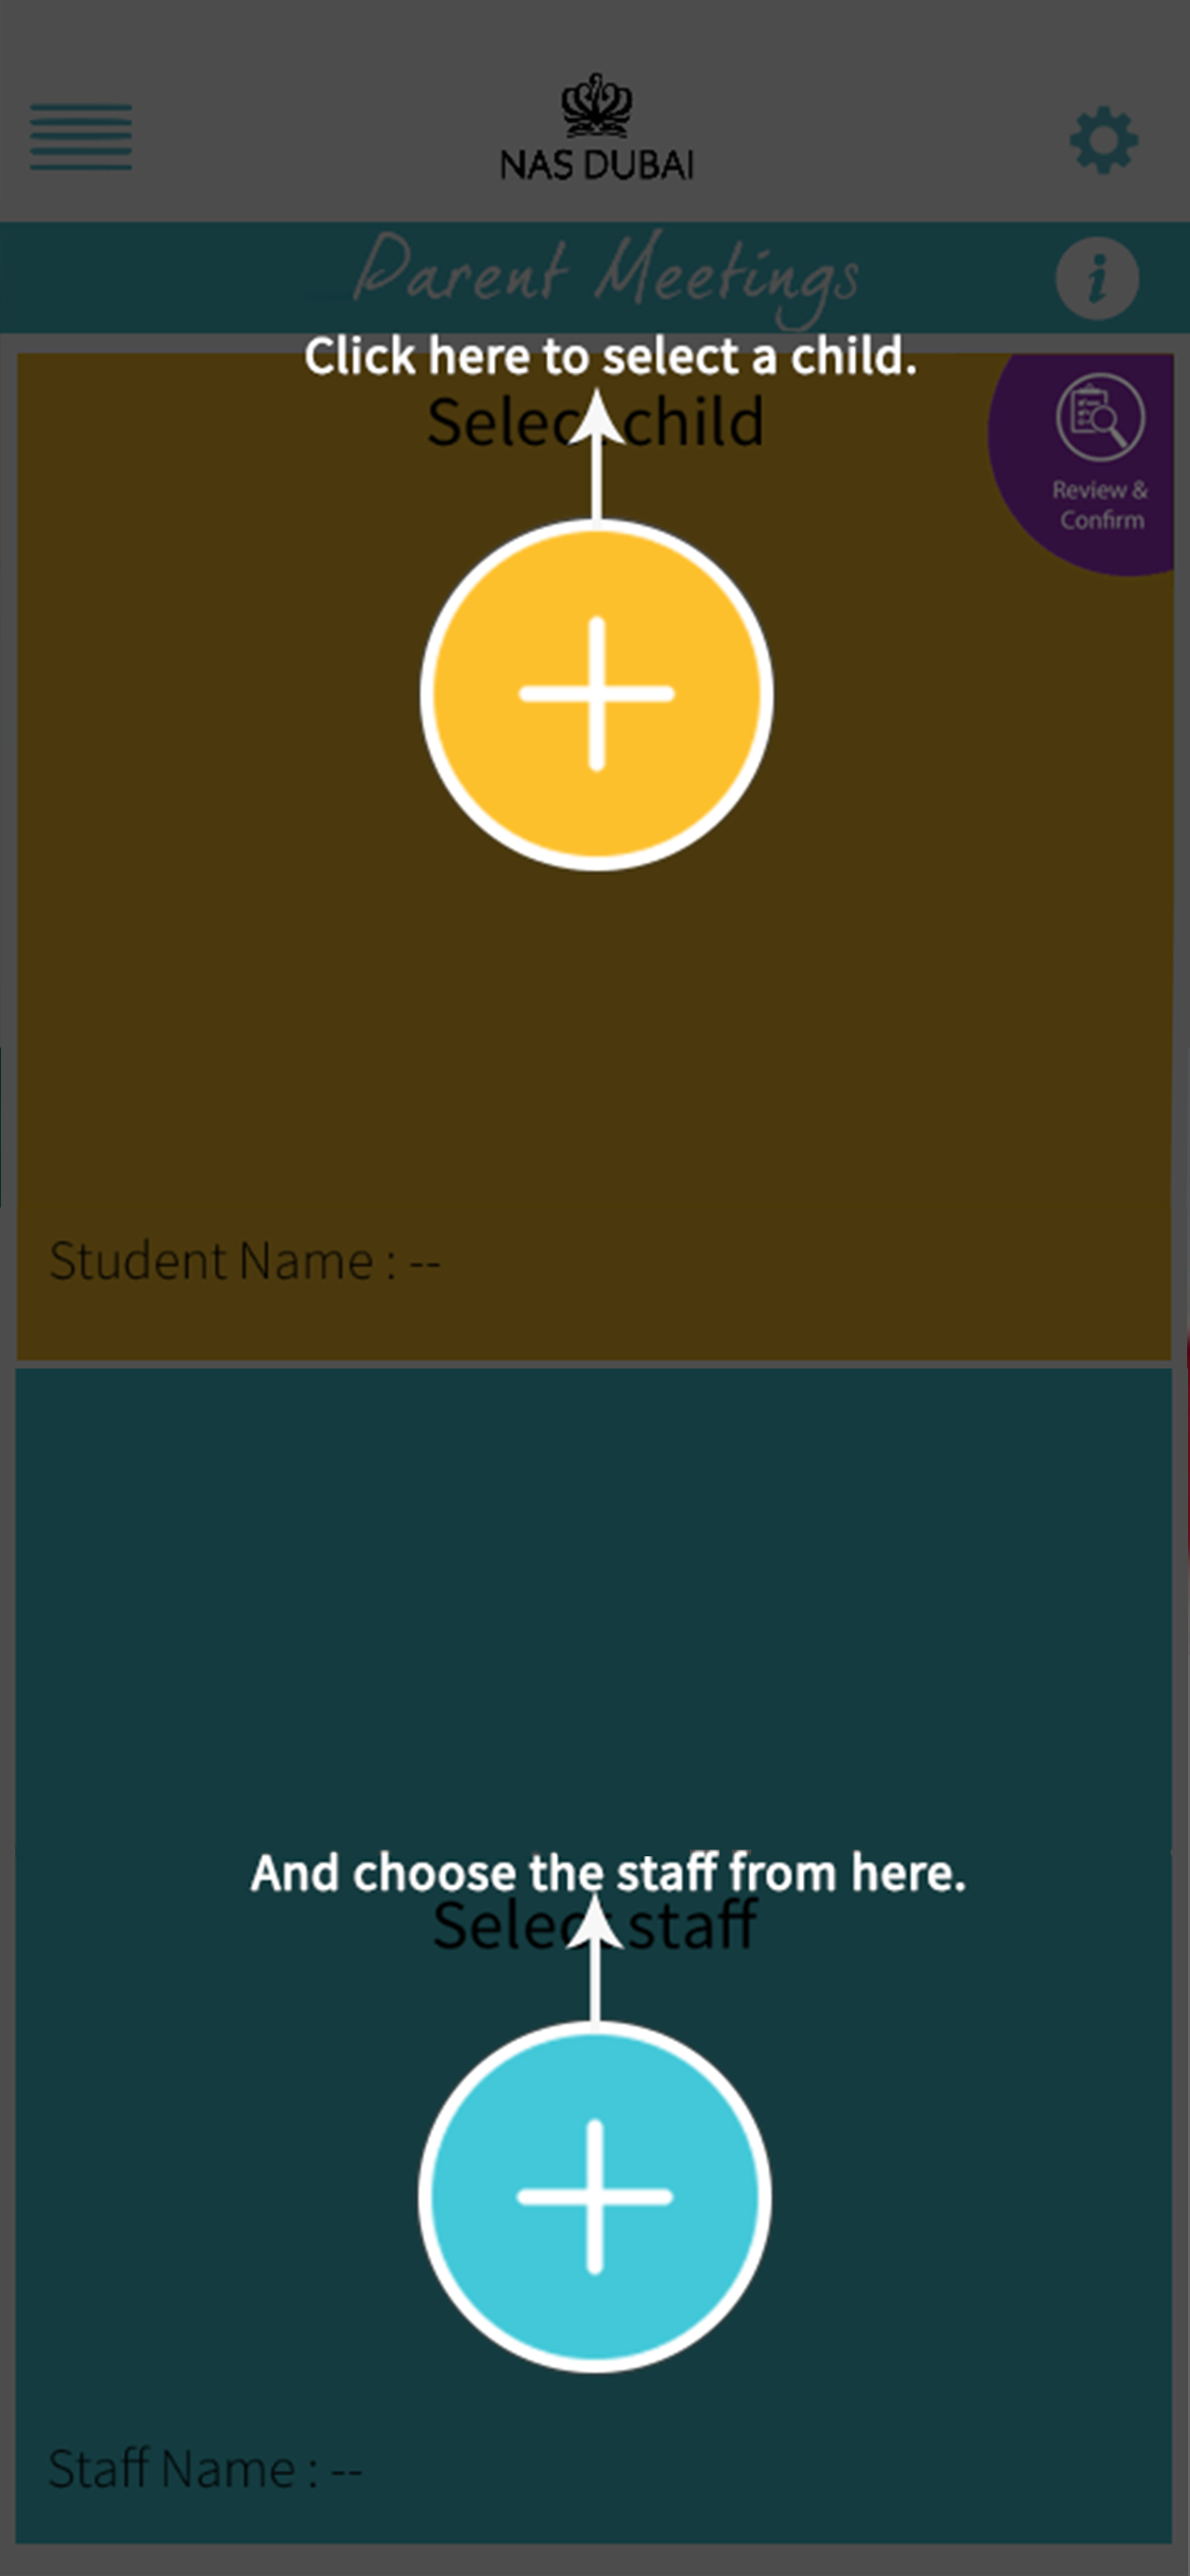 NAS DUBAI
Parent Meetings
i
Click here to select a child.
Select child
Review &
Confirm
Student Name : --
And choose the staff from here.
Select staff
Staff Name : --